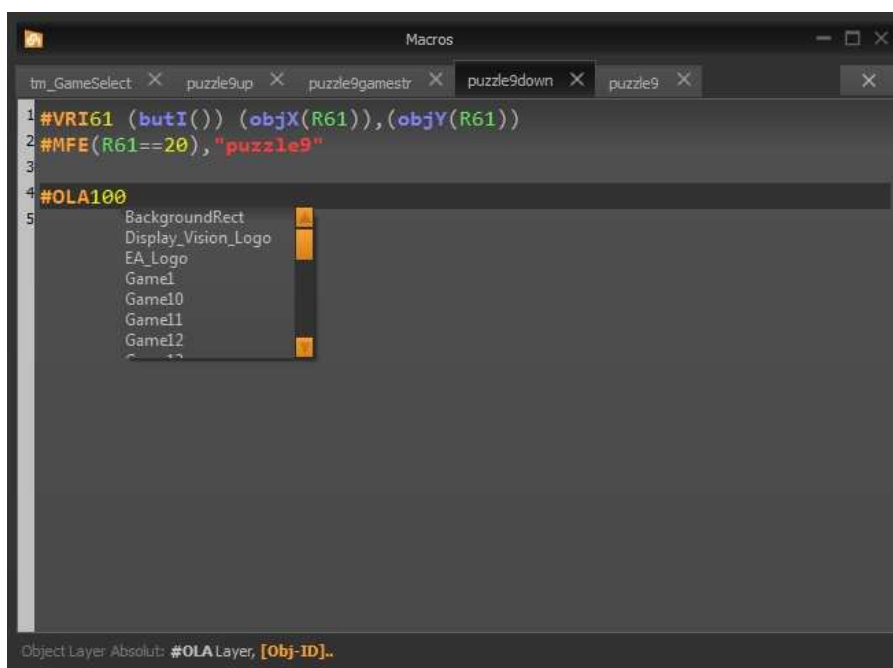 Macros
tm_GameSelect puzzle9up puzzle9gamestr puzzle9down puzzle9
1 #VRI61 (butI()) (objX(R61)),(objY(R61))
2 #MFE(R61==20),"puzzle9"
3
4 #OLA100
5
BackgroundRect
Display_Vision_Logo
EA_Logo
Game1
Game10
Game11
Game12
Object Layer Absolut: #OLA Layer, [Obj-ID]..